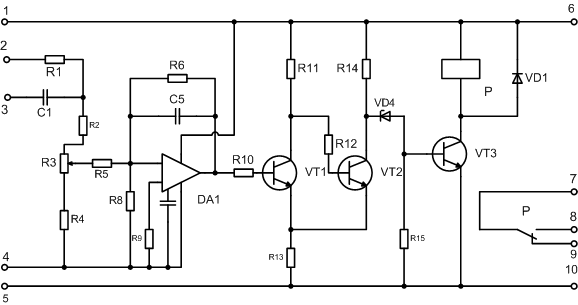 1 6
2
R6 R11 R14
R1 P VD1
C5 VD4
3 C1
R2
R12
R3 R5 R10 VT1 VT2 VT3
R8 DA1 7
R4 P 8
R9 R15
R13 9
4 10
5